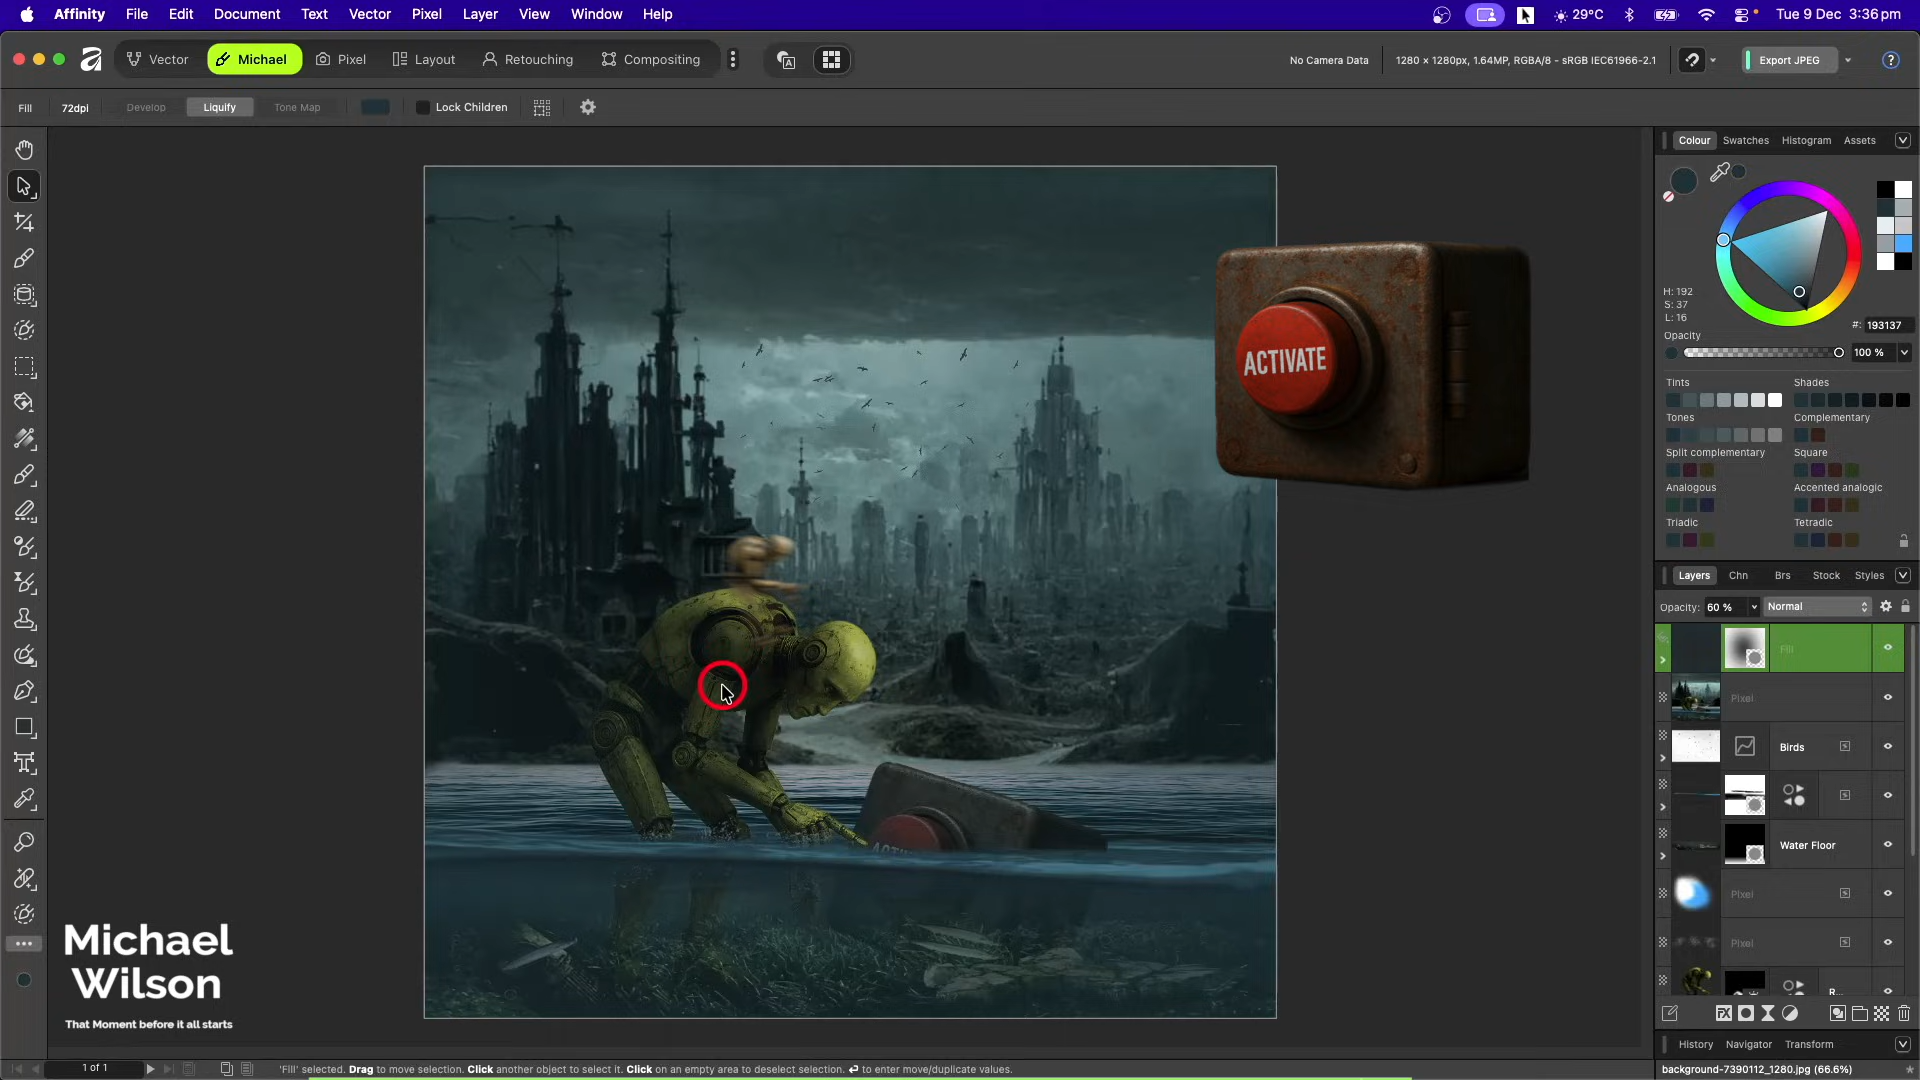 Affinity File Edit Document Text Vector Pixel Layer View Window Help 29°C Tue 9 Dec 3:36pm
Vector Michael Pixel Layout Retouching Compositing No Camera Data 1280 × 1280px, 1.64MP, RGBA/8 - sRGB IEC61966-2.1 Export JPEG ?
Fill 72dpi Develop Liquify Tone Map Lock Children
Colour Swatches Histogram Assets
H: 192
S: 37
L: 16
#: 193137
Opacity
100 %
Tints Shades
Tones Complementary
Split complementary Square
Analogous Accented analogic
Triadic Tetradic
ACTIVATE
Layers Chn Brs Stock Styles
Opacity: 60 % Normal
Fill
Pixel
Birds
Water Floor
Pixel
Pixel
R...
FX
History Navigator Transform
Michael
Wilson
That Moment before it all starts
1 of 1 'Fill' selected. Drag to move selection. Click another object to select it. Click on an empty area to deselect selection. ↵ to enter move/duplicate values. background-7390112_1280.jpg (66.6%)